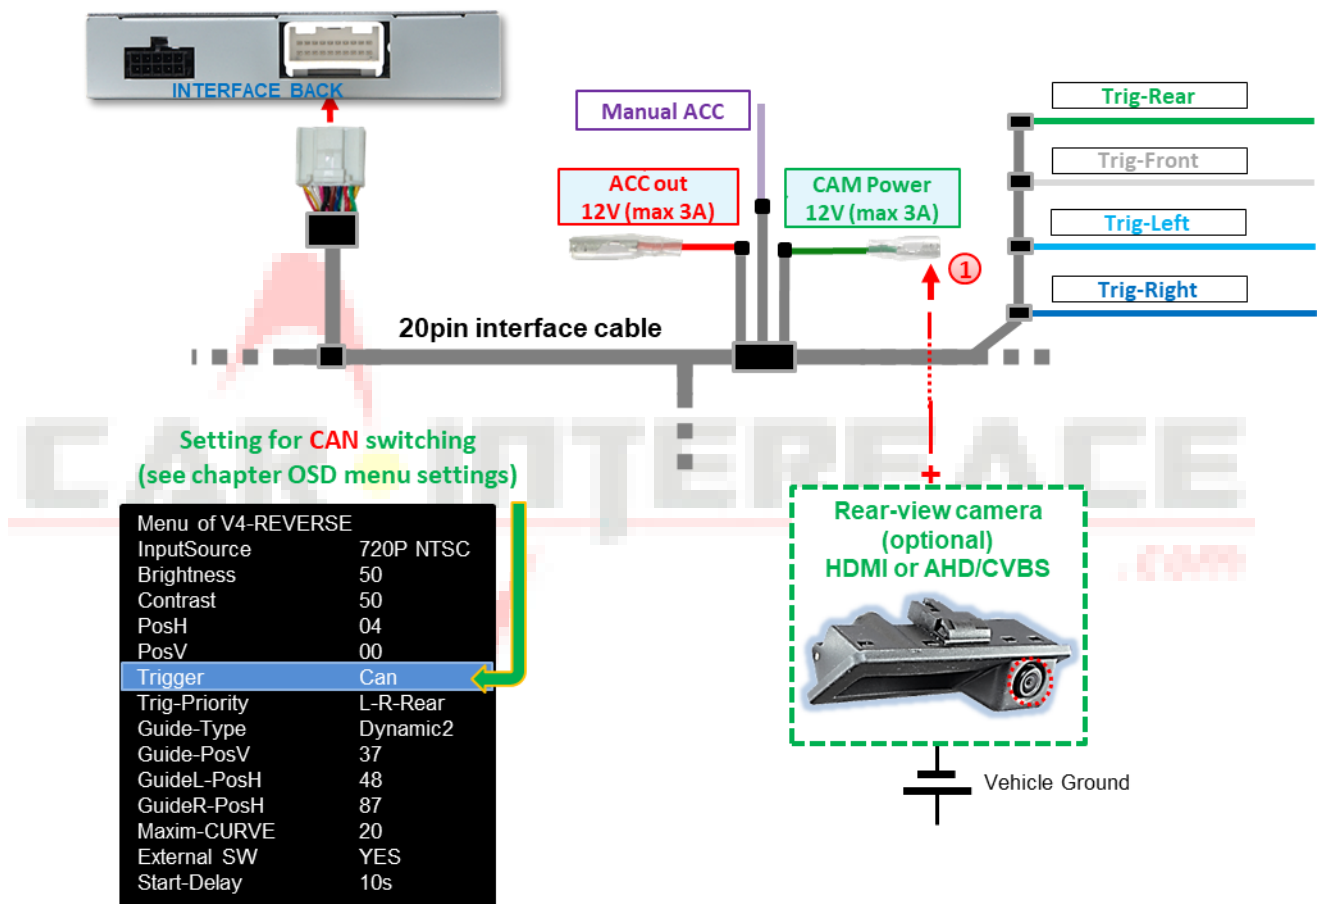 INTERFACE BACK
Manual ACC
ACC out
12V (max 3A)
CAM Power
12V (max 3A)
Trig-Rear
Trig-Front
Trig-Left
Trig-Right
1
20pin interface cable
CAR INTERFACE
.com
Setting for CAN switching
(see chapter OSD menu settings)
Menu of V4-REVERSE
InputSource 720P NTSC
Brightness 50
Contrast 50
PosH 04
PosV 00
Trigger Can
Trig-Priority L-R-Rear
Guide-Type Dynamic2
Guide-PosV 37
GuideL-PosH 48
GuideR-PosH 87
Maxim-CURVE 20
External SW YES
Start-Delay 10s
+
Rear-view camera
(optional)
HDMI or AHD/CVBS
Vehicle Ground